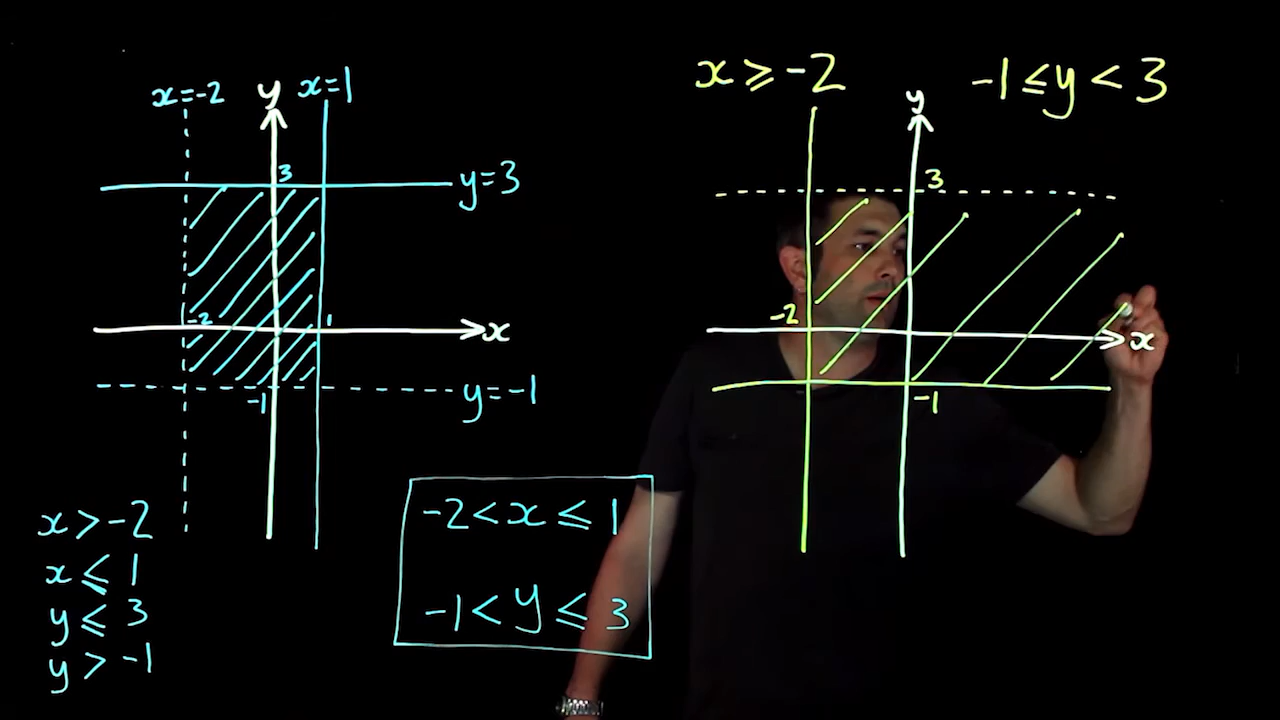 x=-2 y x=1
3
y=3
-2 1 x
-1 y=-1
x > -2
x ≤ 1
y ≤ 3
y > -1
-2 < x ≤ 1
-1 < y ≤ 3
x ≥ -2 -1 ≤ y < 3
y
3
-2 x
-1